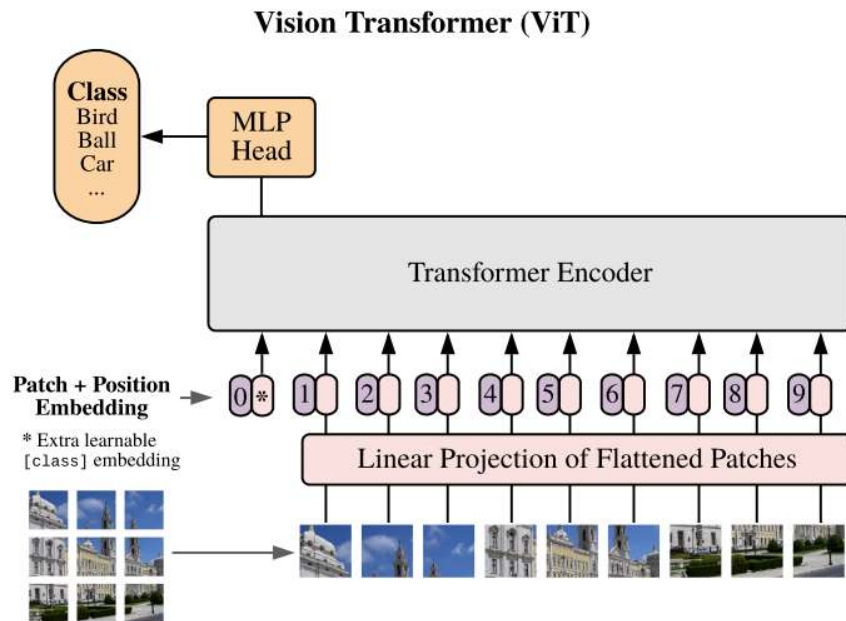 Vision Transformer (ViT)
Class
Bird
Ball
Car
...
MLP
Head
Transformer Encoder
Patch + Position
Embedding
0 * 1 2 3 4 5 6 7 8 9
* Extra learnable
[class] embedding
Linear Projection of Flattened Patches